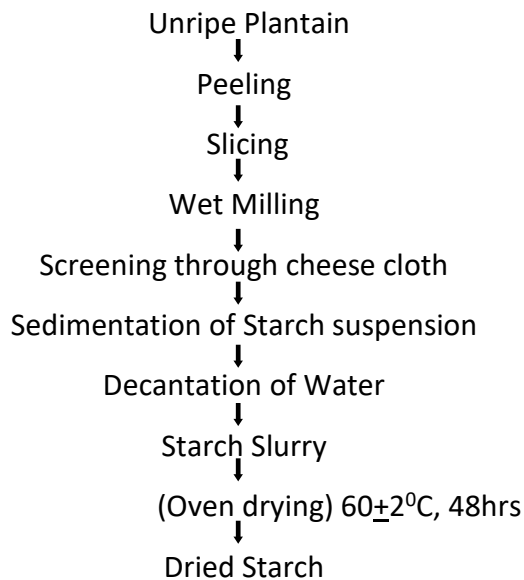 Unripe Plantain
Peeling
Slicing
Wet Milling
Screening through cheese cloth
Sedimentation of Starch suspension
Decantation of Water
Starch Slurry
(Oven drying) 60±2⁰C, 48hrs
Dried Starch